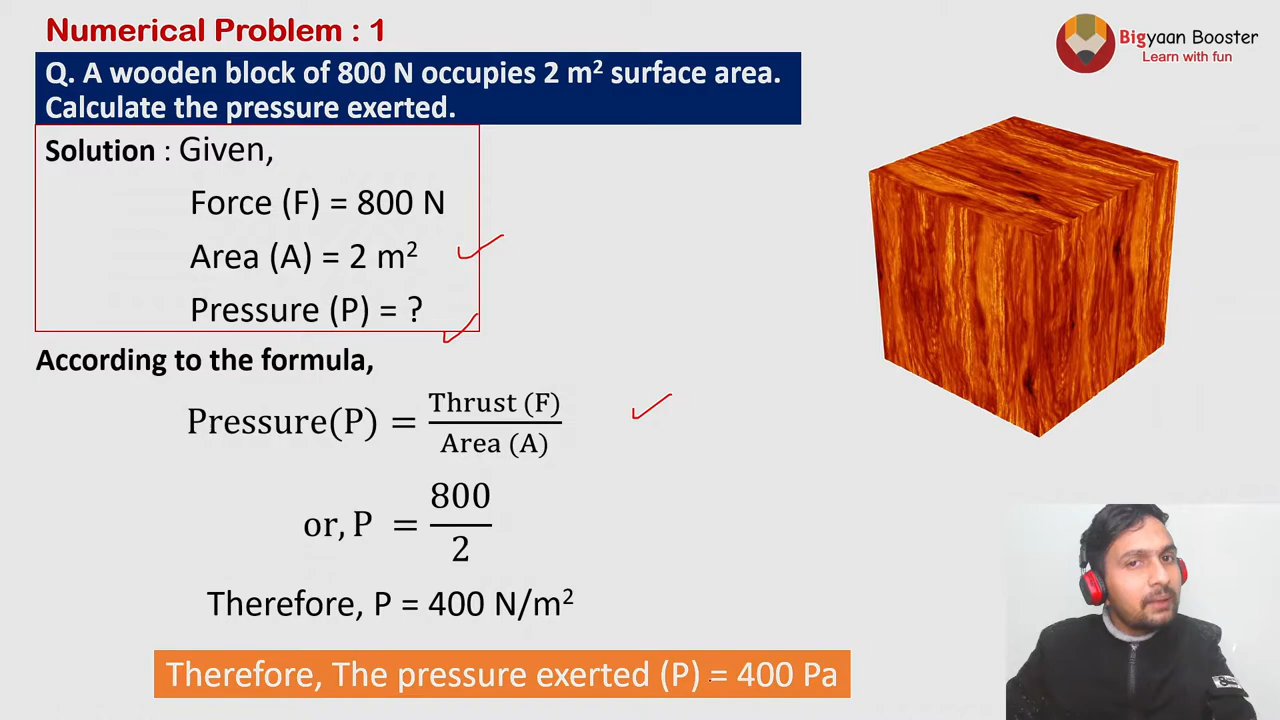 Numerical Problem : 1
Bigyaan Booster
Learn with fun
Q. A wooden block of 800 N occupies 2 m² surface area.
Calculate the pressure exerted.
Solution : Given,
Force (F) = 800 N
Area (A) = 2 m²
Pressure (P) = ?
According to the formula,
Pressure(P) = Thrust (F) / Area (A)
or, P = 800 / 2
Therefore, P = 400 N/m²
Therefore, The pressure exerted (P) = 400 Pa